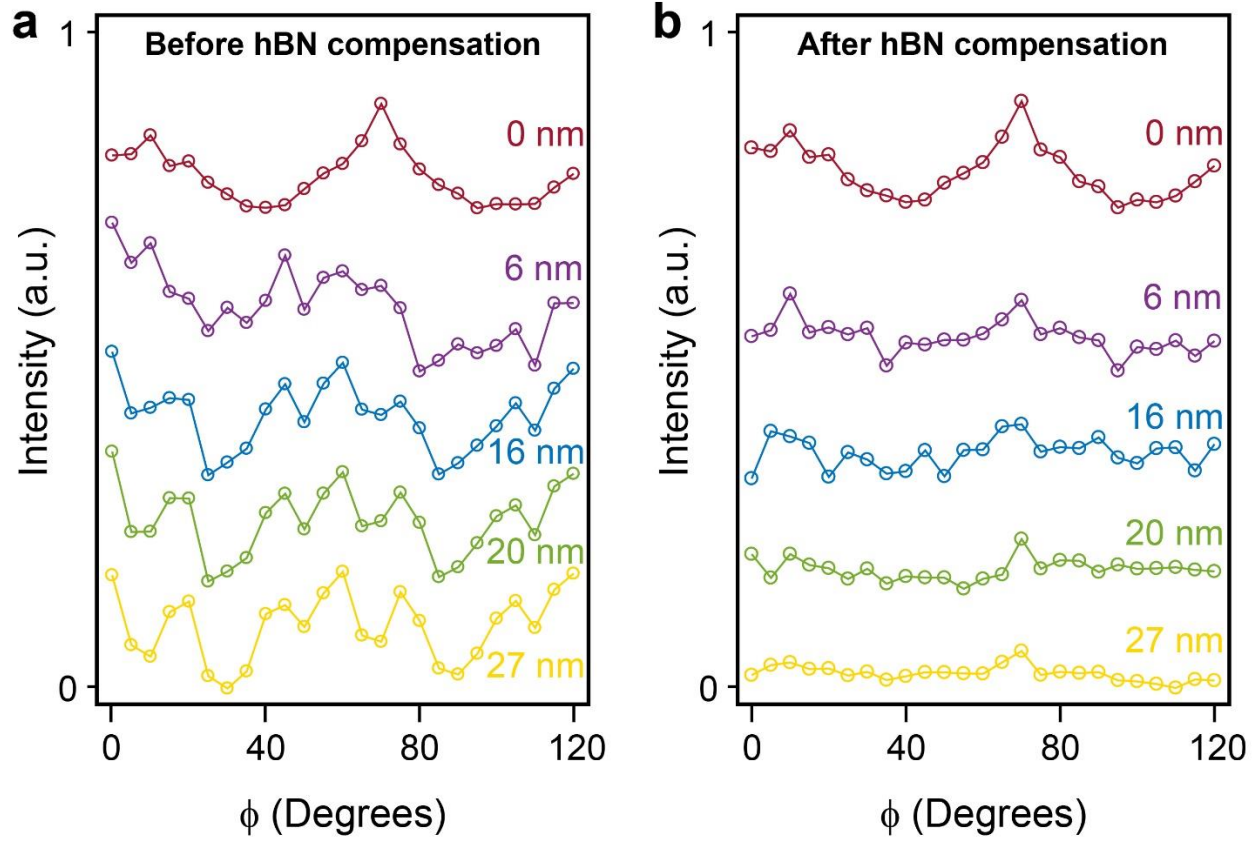 a
Before hBN compensation
1
0
Intensity (a.u.)
0 nm
6 nm
16 nm
20 nm
27 nm
0 40 80 120
ϕ (Degrees)
b
After hBN compensation
1
0
Intensity (a.u.)
0 nm
6 nm
16 nm
20 nm
27 nm
0 40 80 120
ϕ (Degrees)